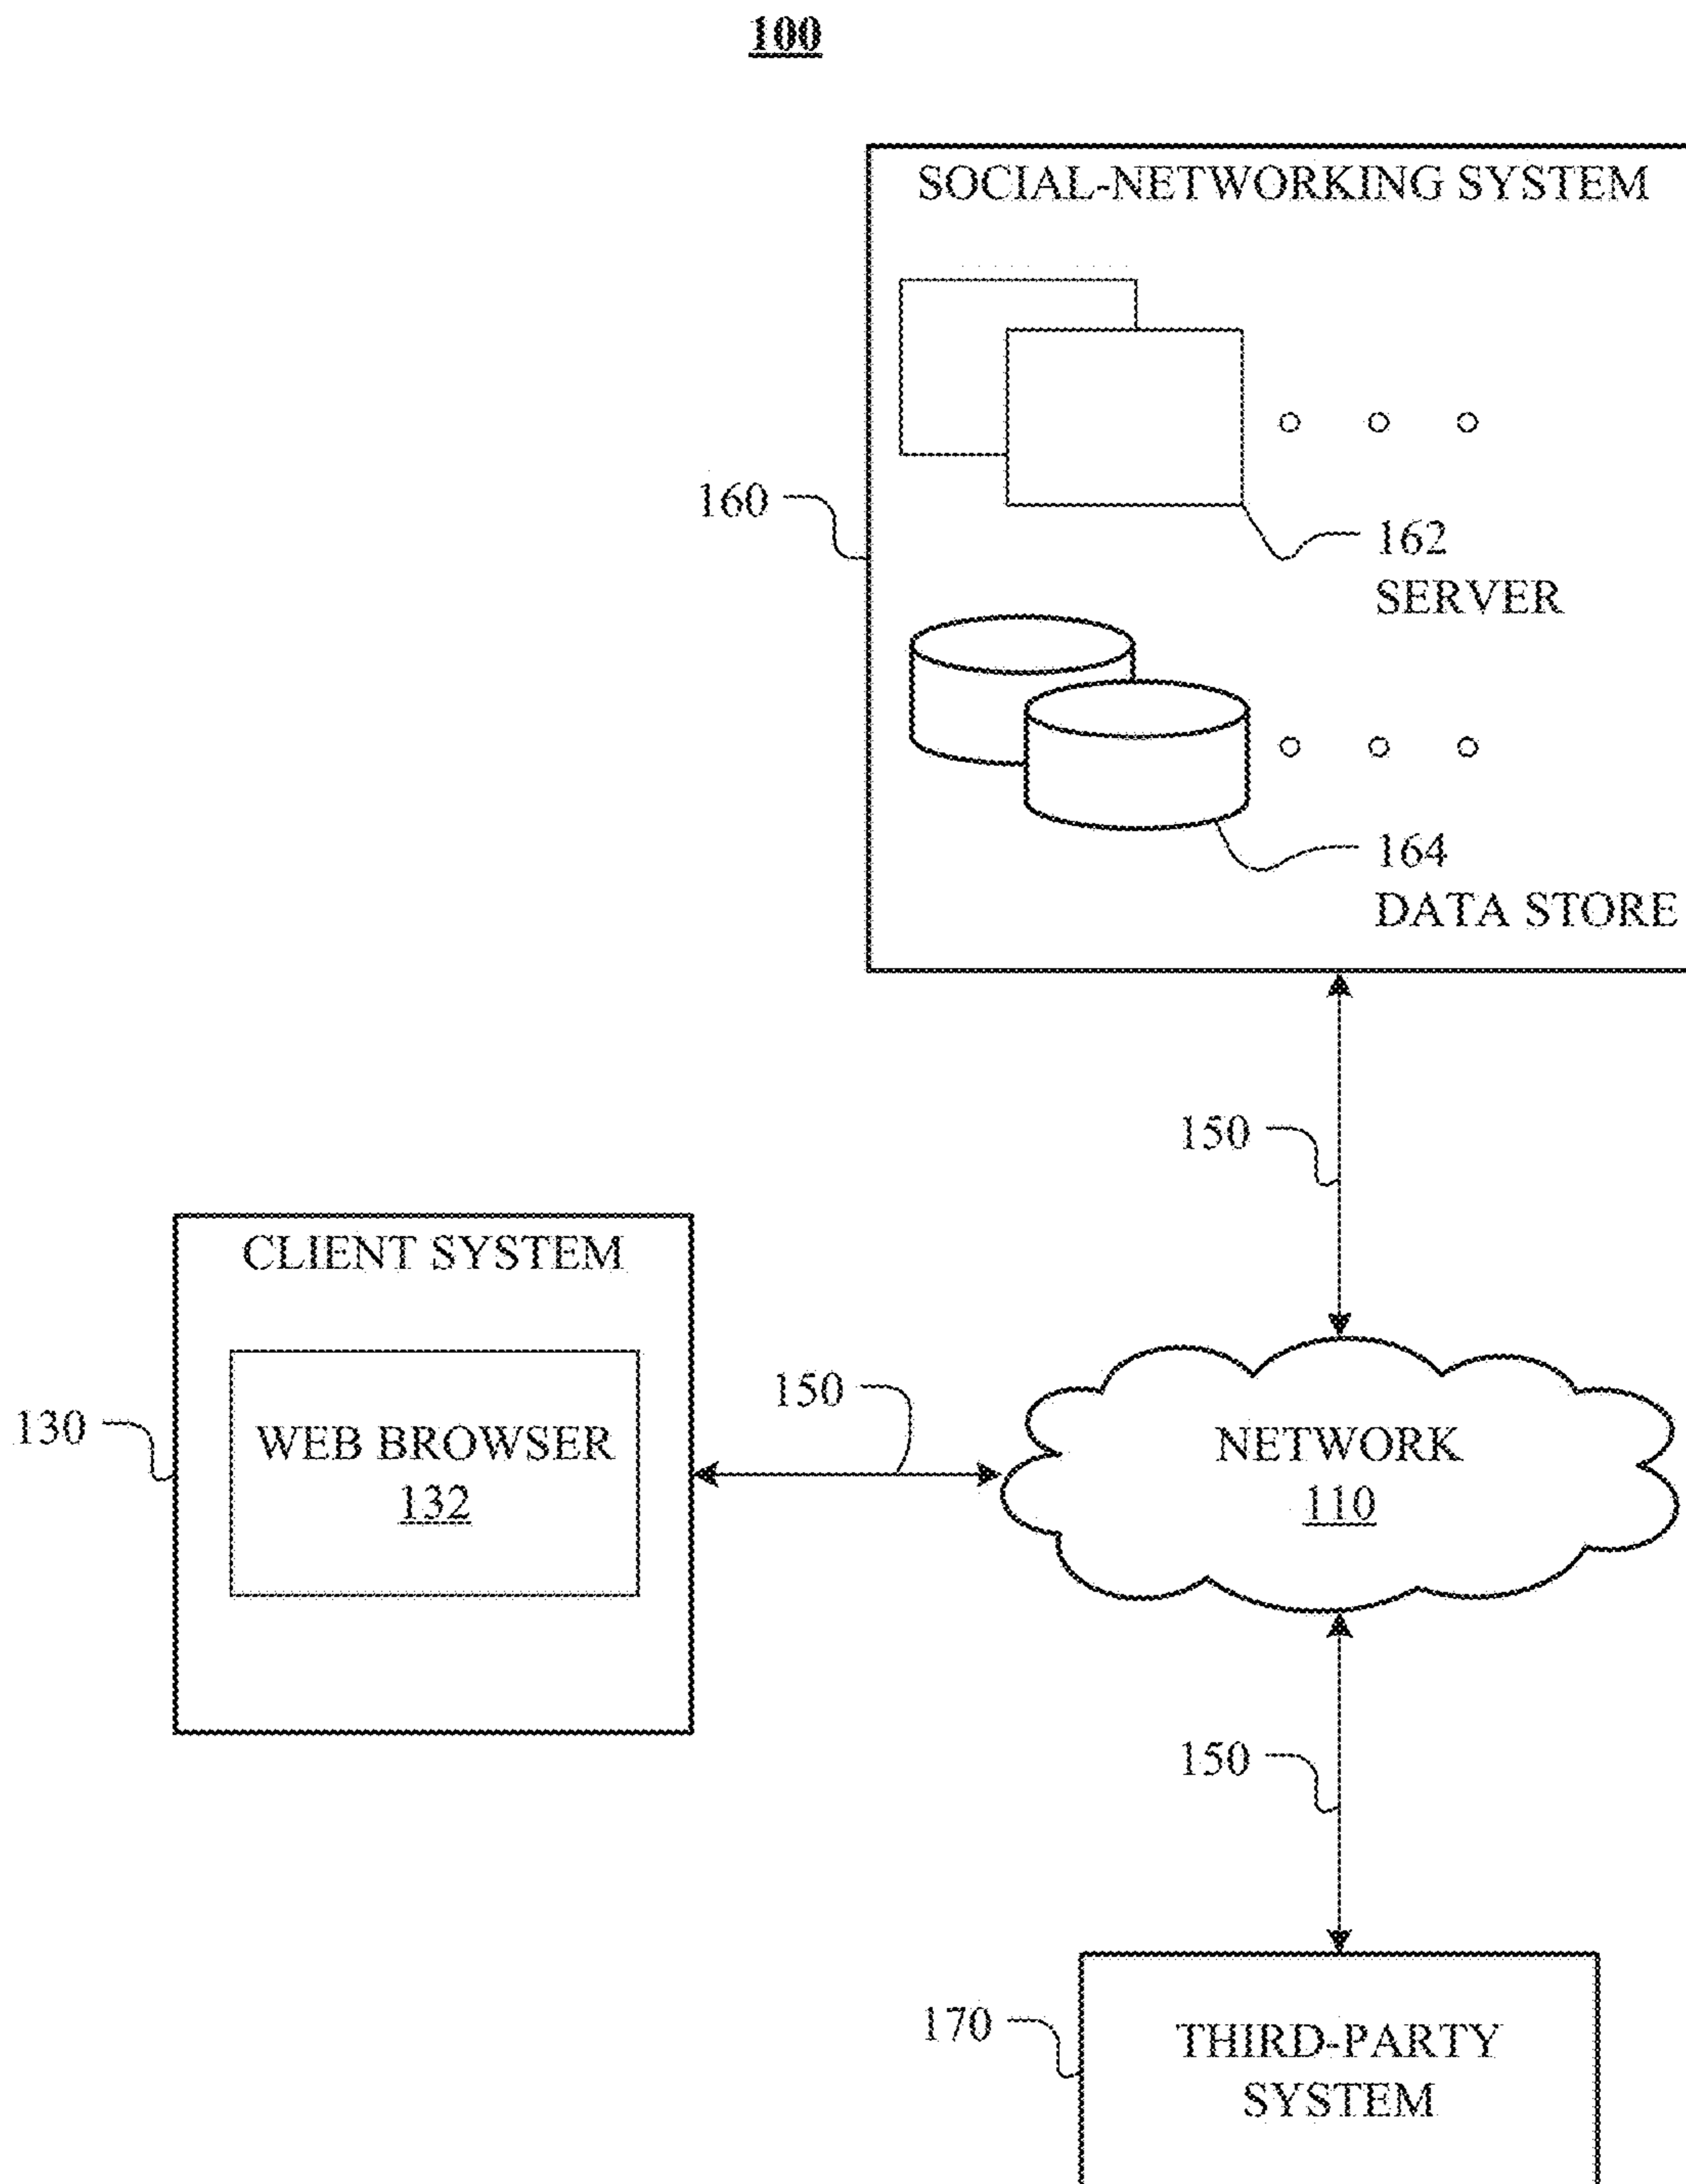 100
SOCIAL-NETWORKING SYSTEM
160
162
SERVER
164
DATA STORE
150
CLIENT SYSTEM
150
130
WEB BROWSER
132
NETWORK
110
150
170
THIRD-PARTY
SYSTEM